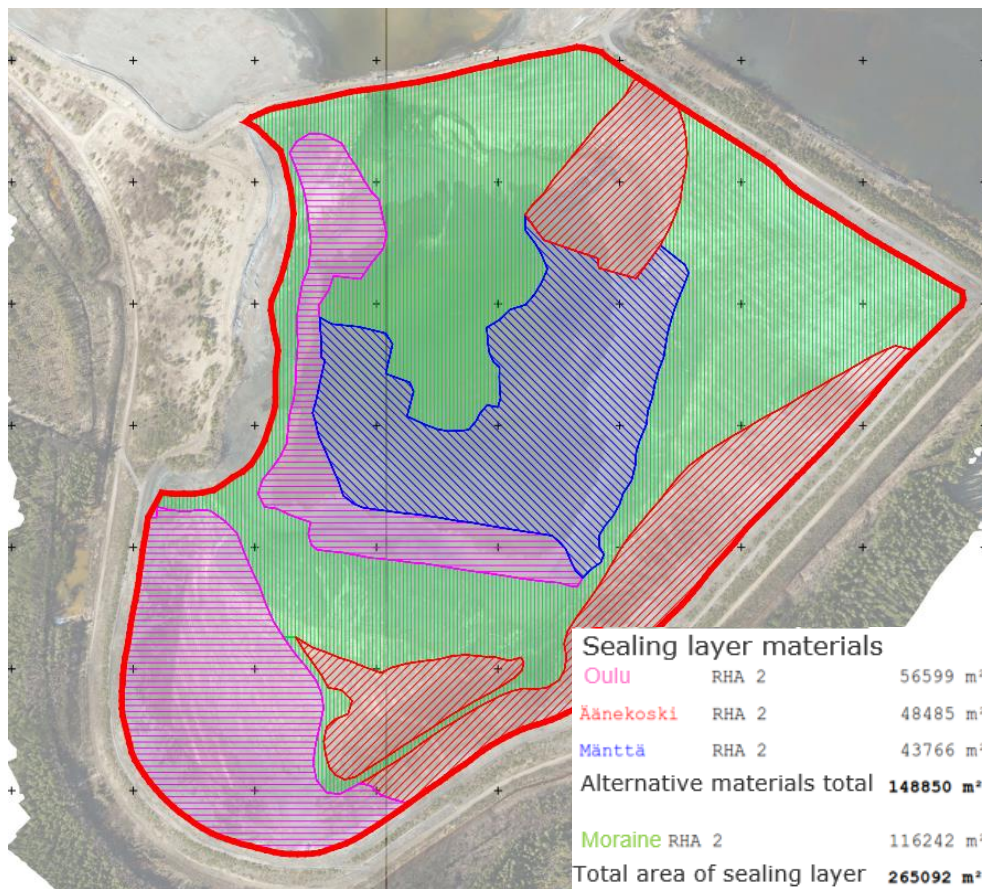 Sealing layer materials
Oulu RHA 2 56599 m²
Äänekoski RHA 2 48485 m²
Mänttä RHA 2 43766 m²
Alternative materials total 148850 m²
Moraine RHA 2 116242 m²
Total area of sealing layer 265092 m²